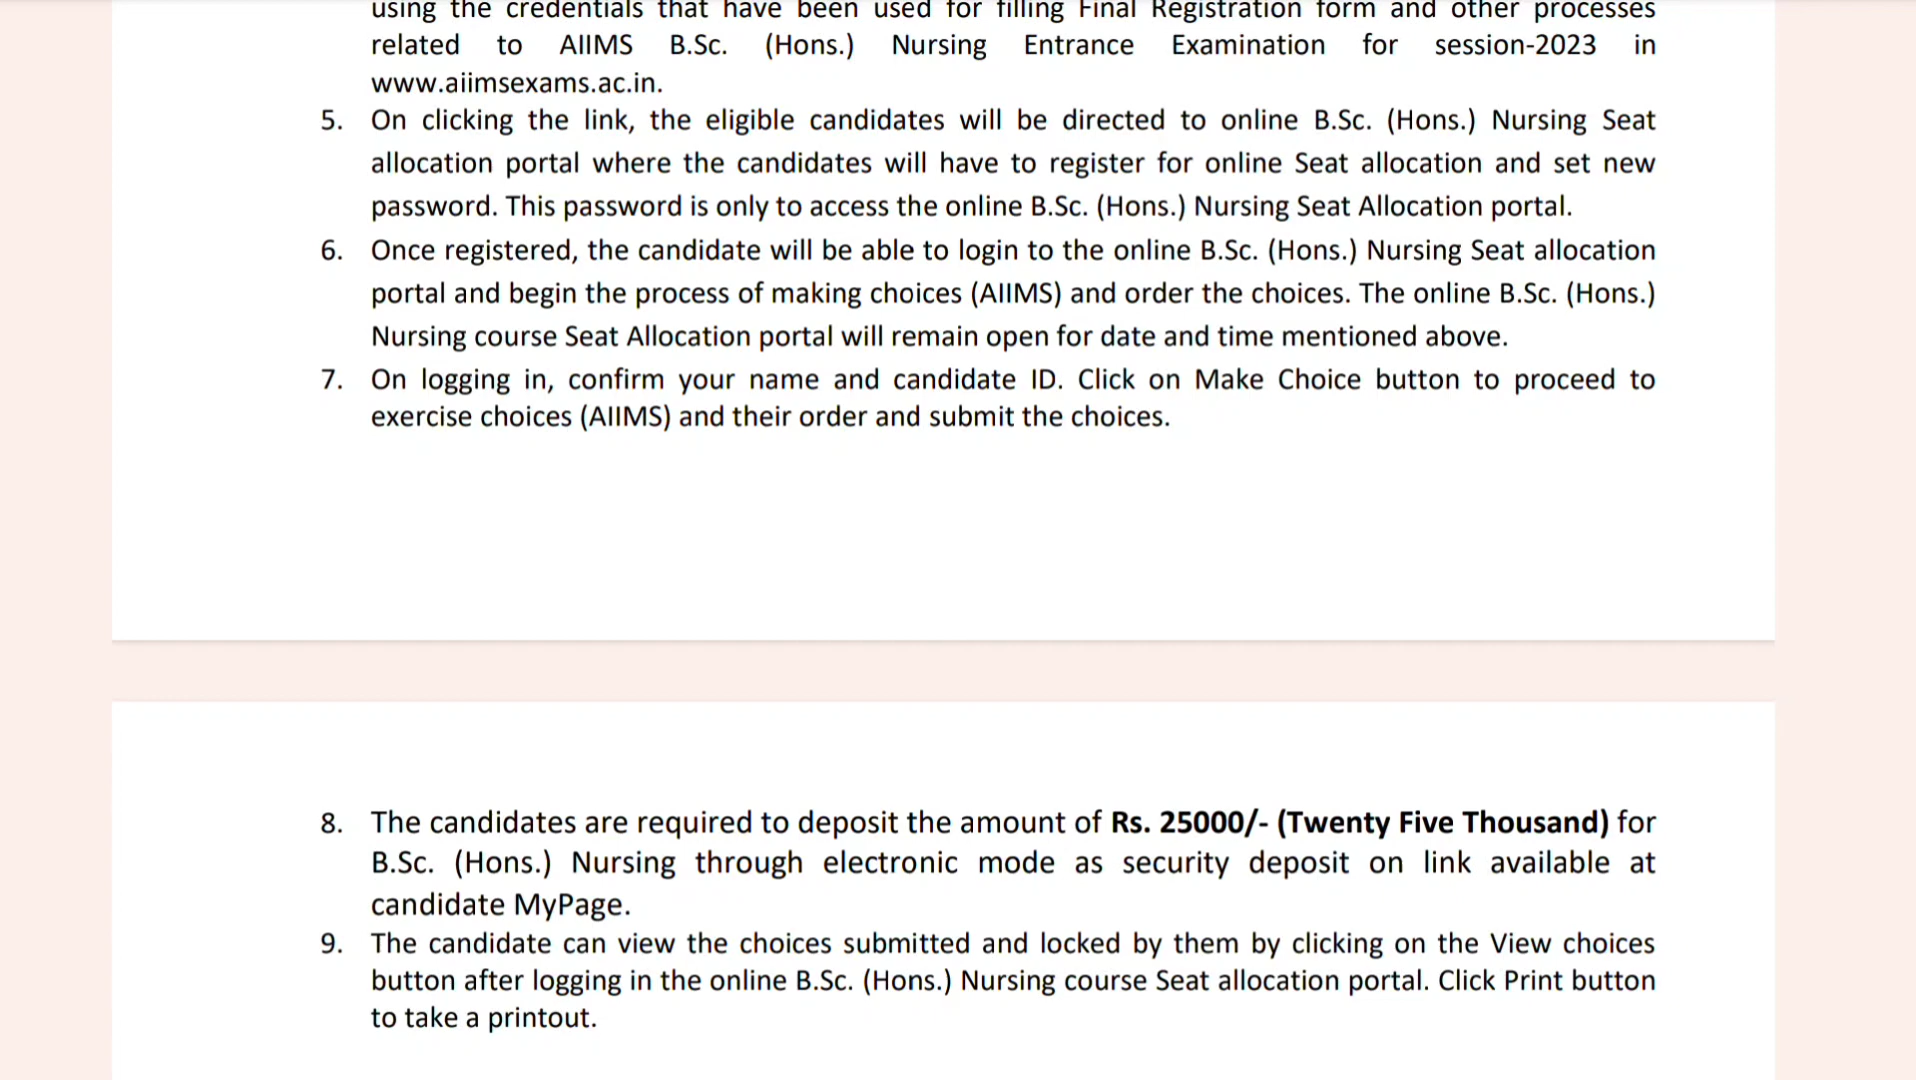 using the credentials that have been used for filling Final Registration form and other processes
related to AIIMS B.Sc. (Hons.) Nursing Entrance Examination for session-2023 in
www.aiimsexams.ac.in.
5. On clicking the link, the eligible candidates will be directed to online B.Sc. (Hons.) Nursing Seat
allocation portal where the candidates will have to register for online Seat allocation and set new
password. This password is only to access the online B.Sc. (Hons.) Nursing Seat Allocation portal.
6. Once registered, the candidate will be able to login to the online B.Sc. (Hons.) Nursing Seat allocation
portal and begin the process of making choices (AIIMS) and order the choices. The online B.Sc. (Hons.)
Nursing course Seat Allocation portal will remain open for date and time mentioned above.
7. On logging in, confirm your name and candidate ID. Click on Make Choice button to proceed to
exercise choices (AIIMS) and their order and submit the choices.
8. The candidates are required to deposit the amount of Rs. 25000/- (Twenty Five Thousand) for
B.Sc. (Hons.) Nursing through electronic mode as security deposit on link available at
candidate MyPage.
9. The candidate can view the choices submitted and locked by them by clicking on the View choices
button after logging in the online B.Sc. (Hons.) Nursing course Seat allocation portal. Click Print button
to take a printout.